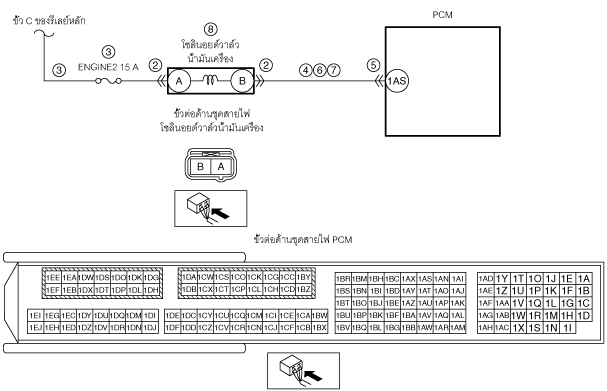 ขั้ว C ของรีเลย์หลัก
PCM
8
โซลินอยด์วาล์ว
น้ำมันเครื่อง
3
ENGINE2 15 A
3
2
A
B
2
4 6 7
5
1AS
ขั้วต่อด้านชุดสายไฟ
โซลินอยด์วาล์วน้ำมันเครื่อง
B A
ขั้วต่อด้านชุดสายไฟ PCM
1EE 1EA 1DW 1DS 1DO 1DK 1DG
1EF 1EB 1DX 1DT 1DP 1DL 1DH
1EI 1EG 1EC 1DY 1DU 1DQ 1DM 1DI
1EJ 1EH 1ED 1DZ 1DV 1DR 1DN 1DJ
1DA 1CW 1CS 1CO 1CK 1CG 1CC 1BY
1DB 1CX 1CT 1CP 1CL 1CH 1CD 1BZ
1DE 1DC 1CY 1CU 1CQ 1CM 1CI 1CE 1CA 1BW
1DF 1DD 1CZ 1CV 1CR 1CN 1CJ 1CF 1CB 1BX
1BR 1BM 1BH 1BC 1AX 1AS 1AN 1AI
1BS 1BN 1BI 1BD 1AY 1AT 1AO 1AJ
1BT 1BO 1BJ 1BE 1AZ 1AU 1AP 1AK
1BU 1BP 1BK 1BF 1BA 1AV 1AQ 1AL
1BV 1BQ 1BL 1BG 1BB 1AW 1AR 1AM
1AD 1Y 1T 1O 1J 1E 1A
1AE 1Z 1U 1P 1K 1F 1B
1AF 1AA 1V 1Q 1L 1G 1C
1AG 1AB 1W 1R 1M 1H 1D
1AH 1AC 1X 1S 1N 1I